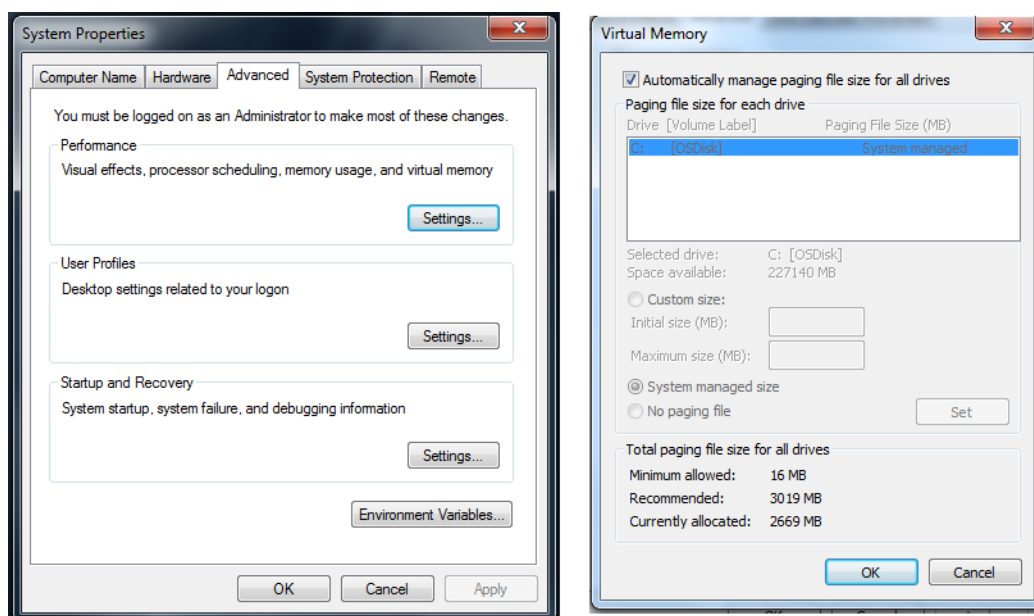 System Properties
Computer Name Hardware Advanced System Protection Remote
You must be logged on as an Administrator to make most of these changes.
Performance
Visual effects, processor scheduling, memory usage, and virtual memory
Settings...
User Profiles
Desktop settings related to your logon
Settings...
Startup and Recovery
System startup, system failure, and debugging information
Settings...
Environment Variables...
OK Cancel Apply
Virtual Memory
Automatically manage paging file size for all drives
Paging file size for each drive
Drive [Volume Label] Paging File Size (MB)
C: [OSDisk] System managed
Selected drive: C: [OSDisk]
Space available: 227140 MB
Custom size:
Initial size (MB):
Maximum size (MB):
System managed size
No paging file Set
Total paging file size for all drives
Minimum allowed: 16 MB
Recommended: 3019 MB
Currently allocated: 2669 MB
OK Cancel